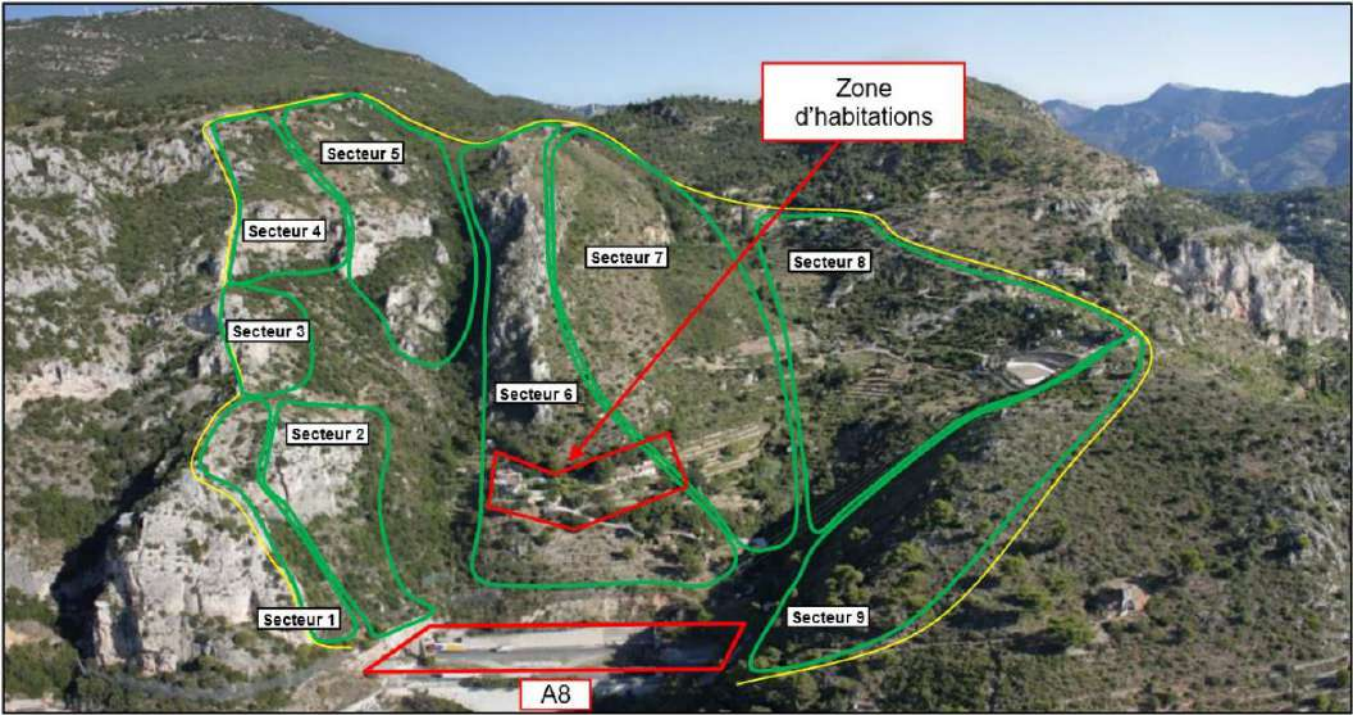 Zone
d'habitations
Secteur 5
Secteur 4
Secteur 7
Secteur 8
Secteur 3
Secteur 6
Secteur 2
Secteur 1
Secteur 9
A8